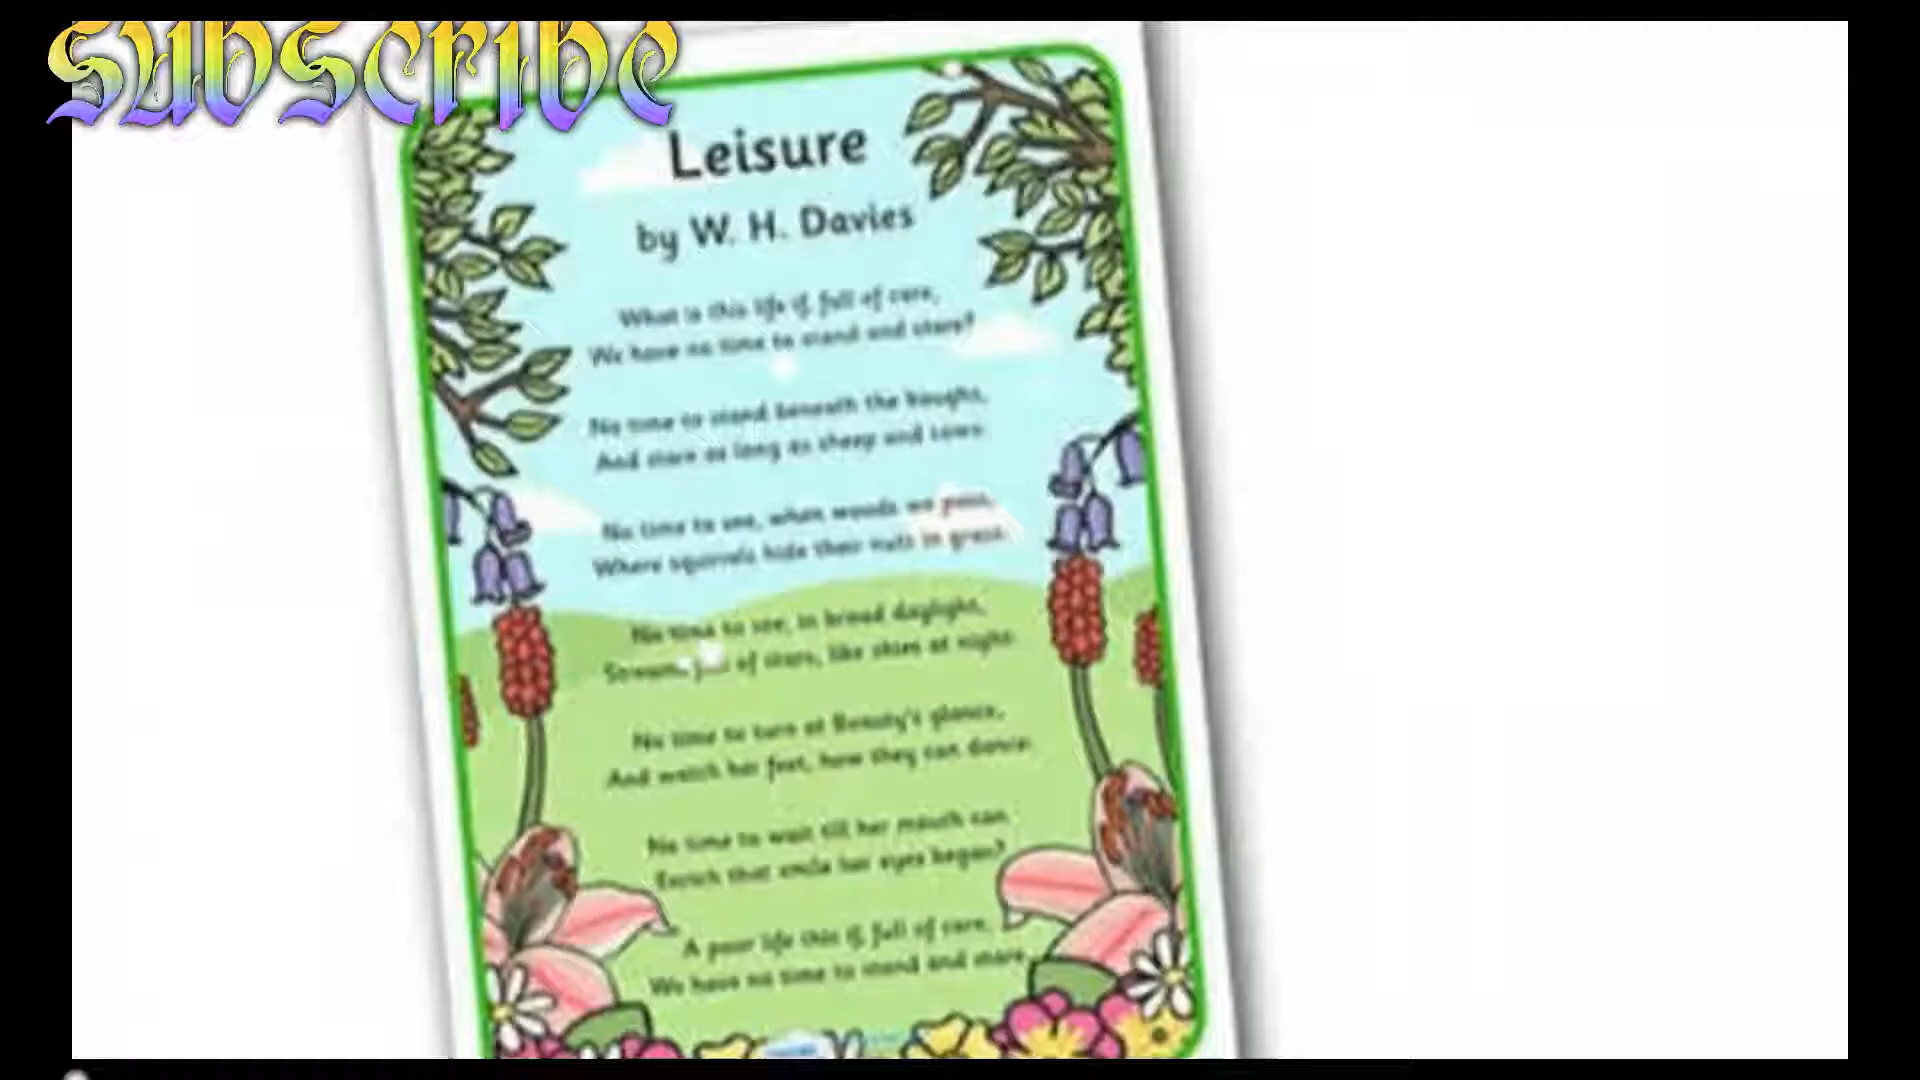 subscribe
Leisure
by W. H. Davies
What is this life if, full of care,
We have no time to stand and stare?
No time to stand beneath the boughs,
And stare as long as sheep and cows.
No time to see, when woods we pass,
Where squirrels hide their nuts in grass.
No time to see, in broad daylight,
Streams full of stars, like skies at night.
No time to turn at Beauty's glance,
And watch her feet, how they can dance.
No time to wait till her mouth can
Enrich that smile her eyes began?
A poor life this if, full of care,
We have no time to stand and stare.